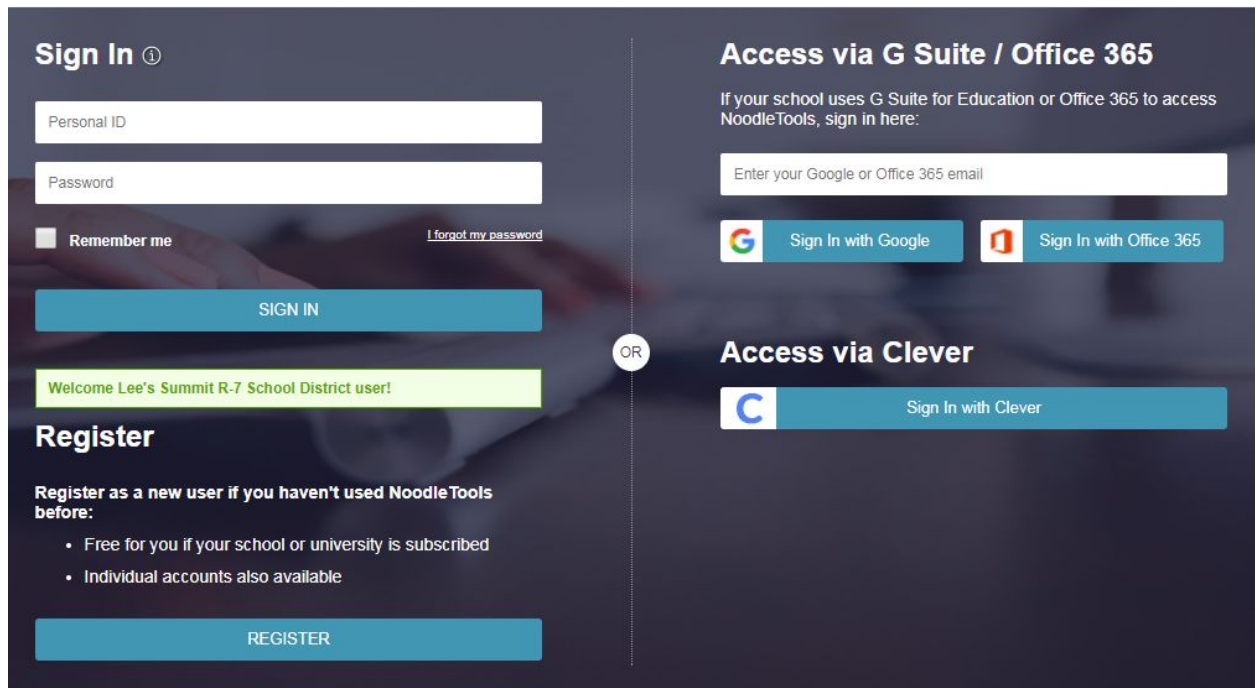 Sign In
Personal ID
Password
Remember me
I forgot my password
SIGN IN
Welcome Lee's Summit R-7 School District user!
Register
Register as a new user if you haven't used NoodleTools
before:
• Free for you if your school or university is subscribed
• Individual accounts also available
REGISTER
OR
Access via G Suite / Office 365
If your school uses G Suite for Education or Office 365 to access
NoodleTools, sign in here:
Enter your Google or Office 365 email
Sign In with Google
Sign In with Office 365
Access via Clever
Sign In with Clever